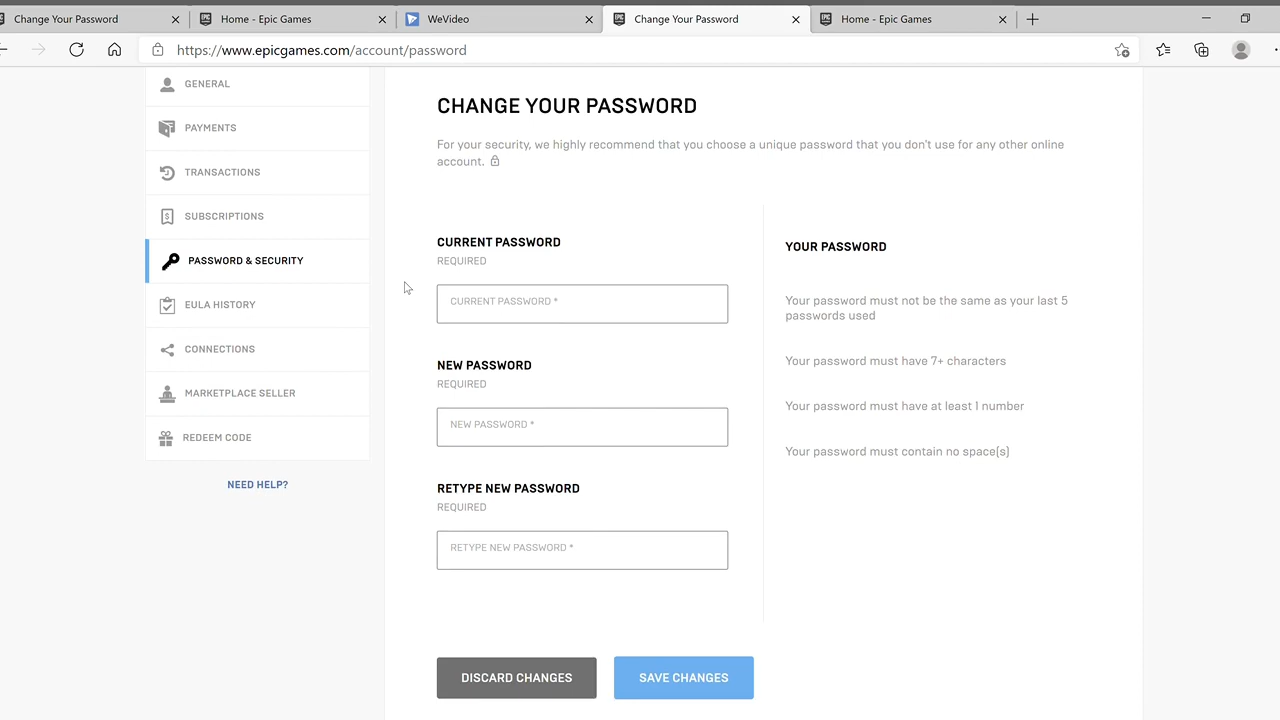 Change Your Password
Home - Epic Games
WeVideo
Change Your Password
Home - Epic Games
https://www.epicgames.com/account/password
GENERAL
PAYMENTS
TRANSACTIONS
SUBSCRIPTIONS
PASSWORD & SECURITY
EULA HISTORY
CONNECTIONS
MARKETPLACE SELLER
REDEEM CODE
NEED HELP?
CHANGE YOUR PASSWORD
For your security, we highly recommend that you choose a unique password that you don't use for any other online
account.
CURRENT PASSWORD
REQUIRED
CURRENT PASSWORD *
NEW PASSWORD
REQUIRED
NEW PASSWORD *
RETYPE NEW PASSWORD
REQUIRED
RETYPE NEW PASSWORD *
YOUR PASSWORD
Your password must not be the same as your last 5
passwords used
Your password must have 7+ characters
Your password must have at least 1 number
Your password must contain no space(s)
DISCARD CHANGES
SAVE CHANGES